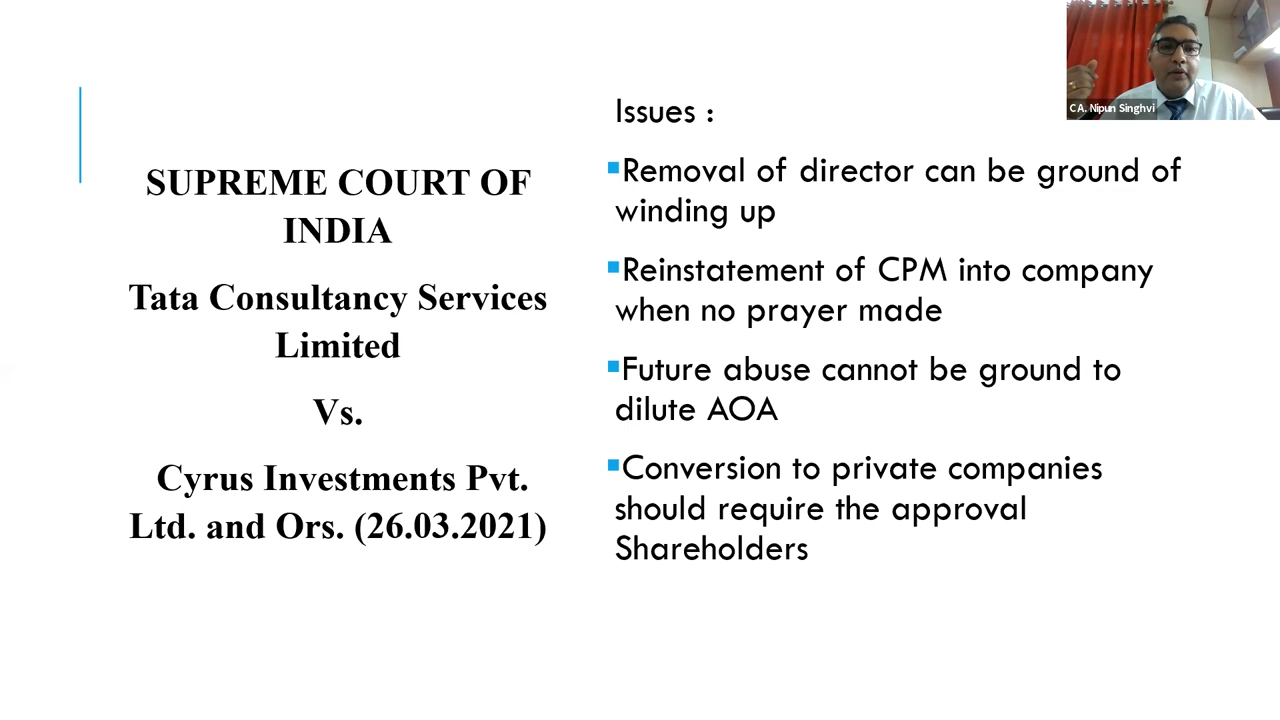 SUPREME COURT OF
INDIA
Tata Consultancy Services
Limited
Vs.
Cyrus Investments Pvt.
Ltd. and Ors. (26.03.2021)
Issues :
Removal of director can be ground of
winding up
Reinstatement of CPM into company
when no prayer made
Future abuse cannot be ground to
dilute AOA
Conversion to private companies
should require the approval
Shareholders
CA. Nipun Singhvi